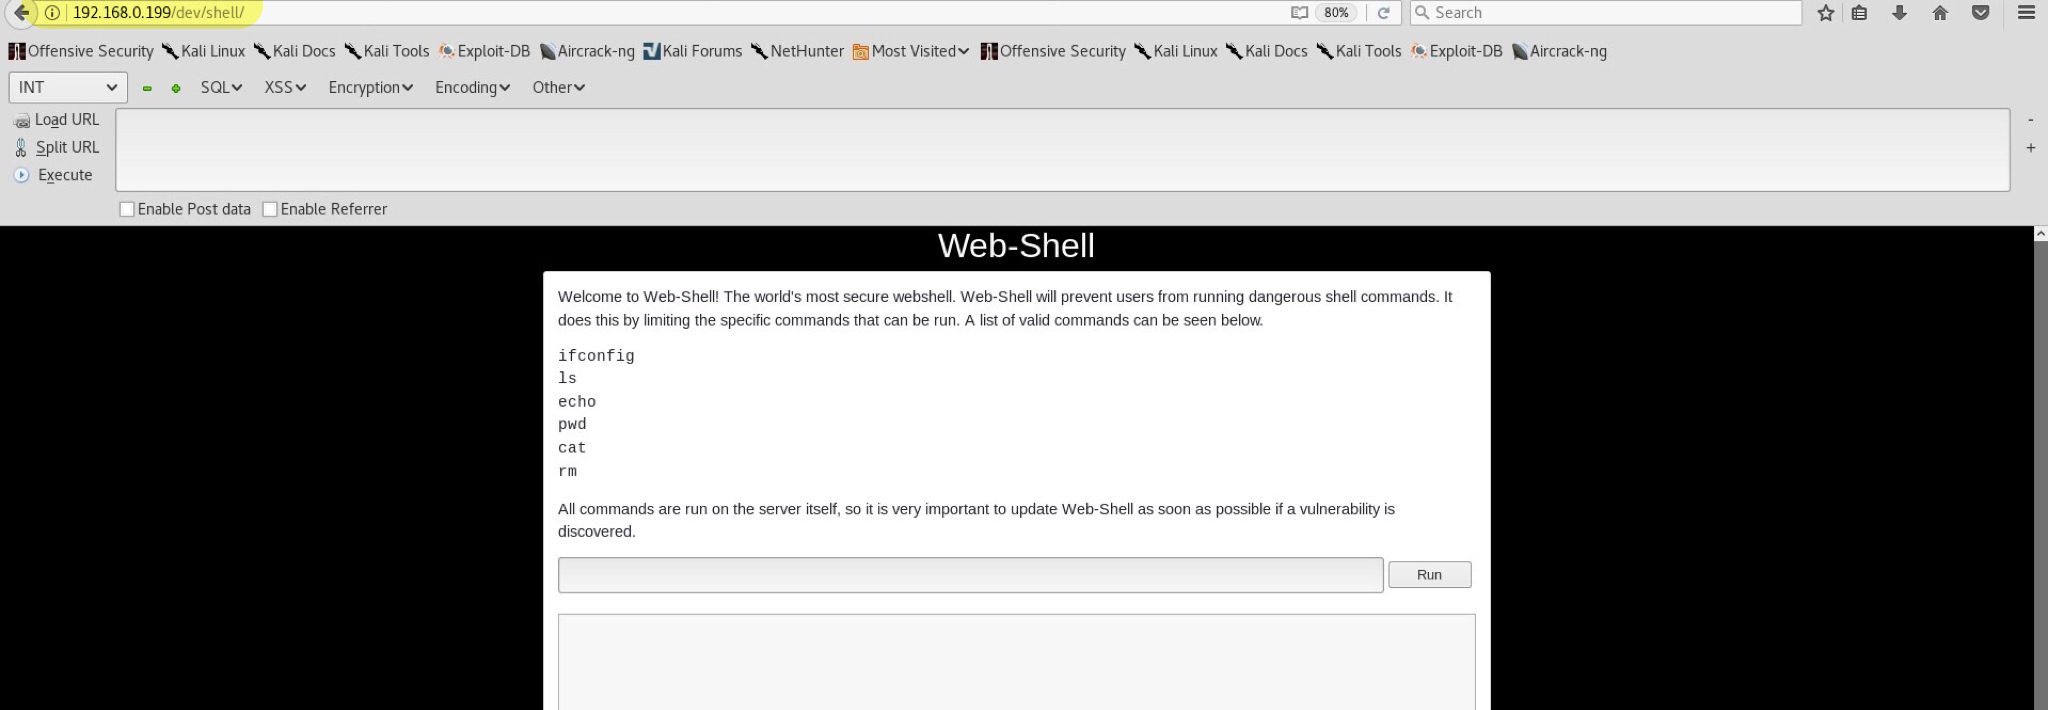 192.168.0.199/dev/shell/ 80% Search
Offensive Security Kali Linux Kali Docs Kali Tools Exploit-DB Aircrack-ng Kali Forums NetHunter Most Visited Offensive Security Kali Linux Kali Docs Kali Tools Exploit-DB Aircrack-ng
INT SQL XSS Encryption Encoding Other
Load URL -
Split URL +
Execute
Enable Post data Enable Referrer
Web-Shell
Welcome to Web-Shell! The world's most secure webshell. Web-Shell will prevent users from running dangerous shell commands. It
does this by limiting the specific commands that can be run. A list of valid commands can be seen below.
ifconfig
ls
echo
pwd
cat
rm
All commands are run on the server itself, so it is very important to update Web-Shell as soon as possible if a vulnerability is
discovered.
Run